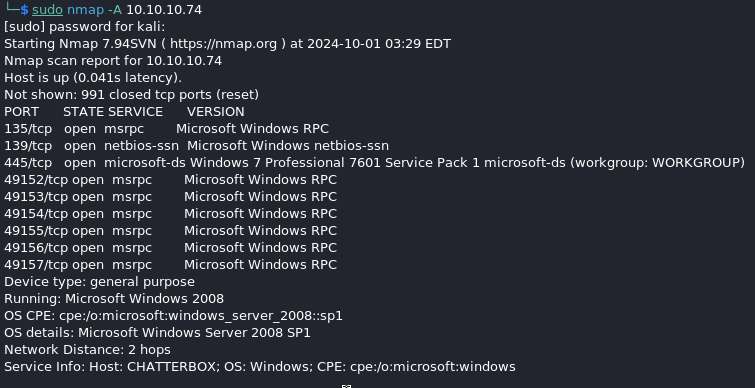 └─$ sudo nmap -A 10.10.10.74
[sudo] password for kali:
Starting Nmap 7.94SVN ( https://nmap.org ) at 2024-10-01 03:29 EDT
Nmap scan report for 10.10.10.74
Host is up (0.041s latency).
Not shown: 991 closed tcp ports (reset)
PORT STATE SERVICE VERSION
135/tcp open msrpc Microsoft Windows RPC
139/tcp open netbios-ssn Microsoft Windows netbios-ssn
445/tcp open microsoft-ds Windows 7 Professional 7601 Service Pack 1 microsoft-ds (workgroup: WORKGROUP)
49152/tcp open msrpc Microsoft Windows RPC
49153/tcp open msrpc Microsoft Windows RPC
49154/tcp open msrpc Microsoft Windows RPC
49155/tcp open msrpc Microsoft Windows RPC
49156/tcp open msrpc Microsoft Windows RPC
49157/tcp open msrpc Microsoft Windows RPC
Device type: general purpose
Running: Microsoft Windows 2008
OS CPE: cpe:/o:microsoft:windows_server_2008::sp1
OS details: Microsoft Windows Server 2008 SP1
Network Distance: 2 hops
Service Info: Host: CHATTERBOX; OS: Windows; CPE: cpe:/o:microsoft:windows